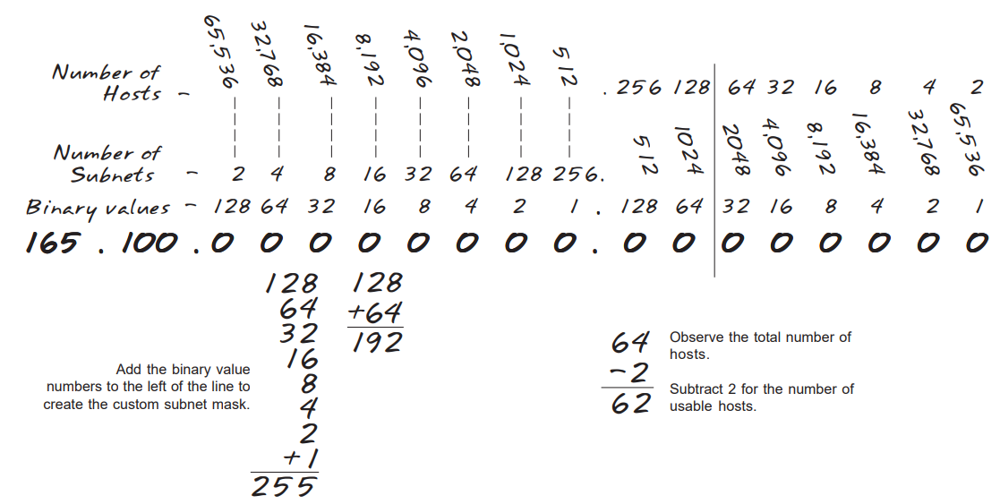 65,536 32,768 16,384 8,192 4,096 2,048 1,024 512
Number of
Hosts - . 256 128 64 32 16 8 4 2
Number of
Subnets - 2 4 8 16 32 64 128 256. 512 1024 2048 4,096 8,192 16,384 32,768 65,536
Binary values - 128 64 32 16 8 4 2 1 . 128 64 32 16 8 4 2 1
165 . 100 . 0 0 0 0 0 0 0 0 . 0 0 0 0 0 0 0 0
128
64
32
16
8
4
2
+1
255
128
+64
192
Add the binary value
numbers to the left of the line to
create the custom subnet mask.
64
-2
62
Observe the total number of
hosts.
Subtract 2 for the number of
usable hosts.